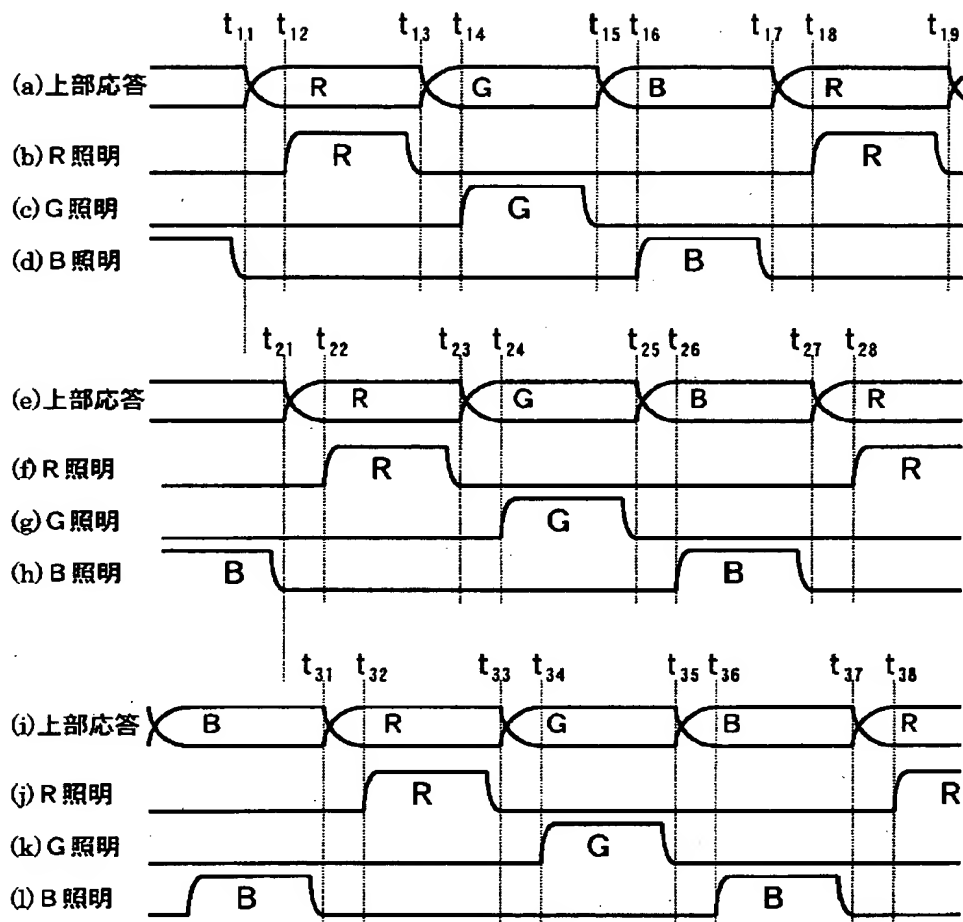 t11 t12 t13 t14 t15 t16 t17 t18 t19
(a)上部応答 R G B R
(b)R照明 R R
(c)G照明 G
(d)B照明 B
t21 t22 t23 t24 t25 t26 t27 t28
(e)上部応答 R G B R
(f)R照明 R R
(g)G照明 G
(h)B照明 B B
t31 t32 t33 t34 t35 t36 t37 t38
(i)上部応答 B R G B R
(j)R照明 R R
(k)G照明 G
(l)B照明 B B